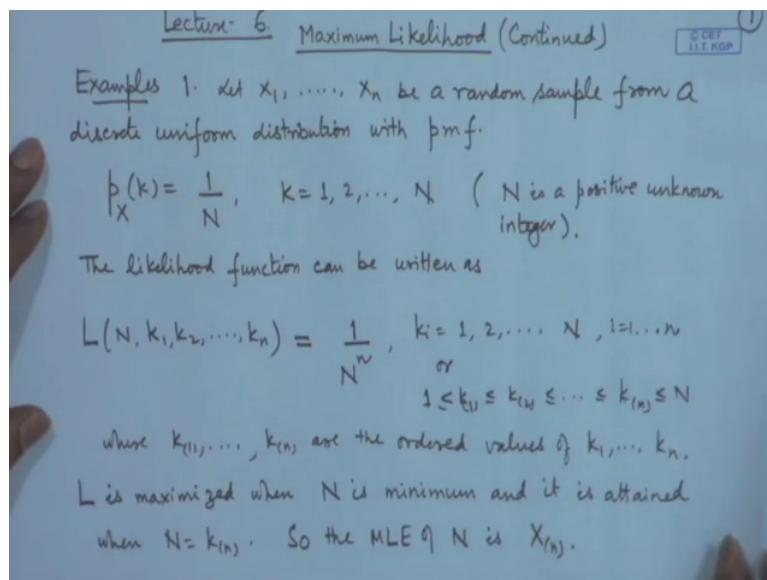 Lecture- 6. Maximum Likelihood (Continued)
1
© CET
I.I.T. KGP
Examples 1. Let X₁, ....., Xₙ be a random sample from a
discrete uniform distribution with pmf.
p_X(k) = 1/N, k = 1, 2, ..., N ( N is a positive unknown
integer).
The likelihood function can be written as
L(N, k₁, k₂, ...., kₙ) = 1/Nⁿ, kᵢ = 1, 2, .... N, i=1...n
or
1 ≤ k₍₁₎ ≤ k₍₂₎ ≤ ... ≤ k₍ₙ₎ ≤ N
where k₍₁₎, ..., k₍ₙ₎ are the ordered values of k₁, ... kₙ.
L is maximized when N is minimum and it is attained
when N = k₍ₙ₎. So the MLE of N is X₍ₙ₎.